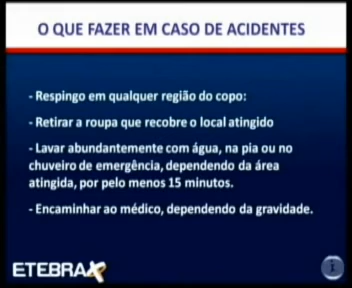 O QUE FAZER EM CASO DE ACIDENTES
- Respingo em qualquer região do copo:
- Retirar a roupa que recobre o local atingido
- Lavar abundantemente com água, na pia ou no
chuveiro de emergência, dependendo da área
atingida, por pelo menos 15 minutos.
- Encaminhar ao médico, dependendo da gravidade.
ETEBRAX
i